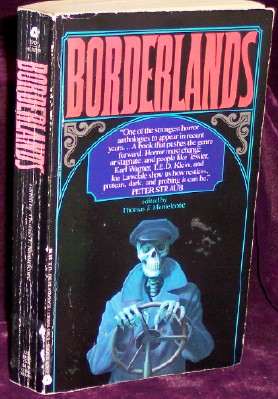 BORDERLANDS
"One of the strongest horror
anthologies to appear in recent
years. . . A book that pushes the genre
forward. Horror must change
or stagnate, and people like Tessier,
Karl Wagner, T.E.D. Klein, and
Joe Lansdale show us how restless,
protean, dark, and probing it can be."
PETER STRAUB
edited by
Thomas F. Monteleone
BORDERLANDS